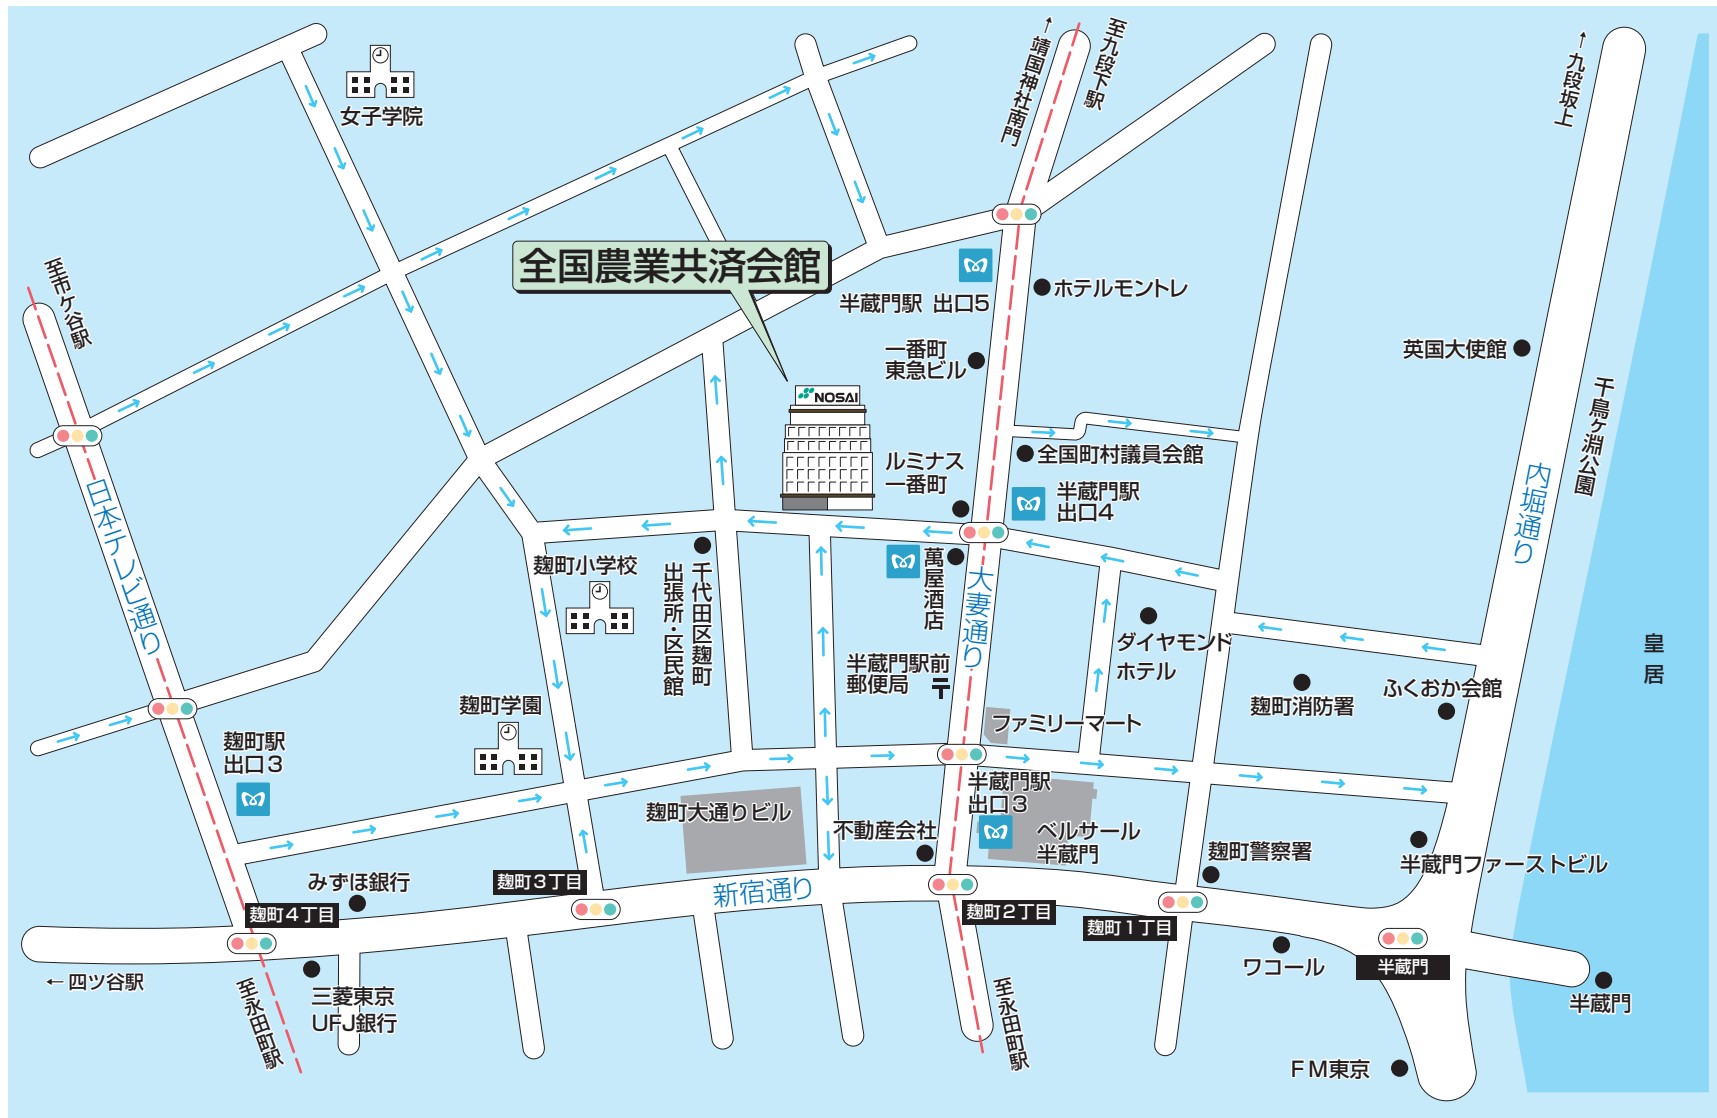 女子学院
←靖国神社南門
至九段下駅
←九段坂上
全国農業共済会館
至市ケ谷駅
半蔵門駅 出口5
ホテルモントレ
一番町
東急ビル
英国大使館
千鳥ヶ淵公園
NOSAI
ルミナス
一番町
全国町村議員会館
半蔵門駅
出口4
内堀通り
日本テレビ通り
麹町小学校
千代田区麹町
出張所・区民館
萬屋酒店
大妻通り
ダイヤモンド
ホテル
皇居
半蔵門駅前
郵便局
〒
麹町消防署
ふくおか会館
麹町学園
ファミリーマート
麹町駅
出口3
半蔵門駅
出口3
麹町大通りビル
不動産会社
ベルサール
半蔵門
麹町警察署
半蔵門ファーストビル
みずほ銀行
麹町3丁目
新宿通り
麹町4丁目
麹町2丁目
麹町1丁目
半蔵門
ワコール
←四ツ谷駅
三菱東京
UFJ銀行
至永田町駅
至永田町駅
半蔵門
FM東京